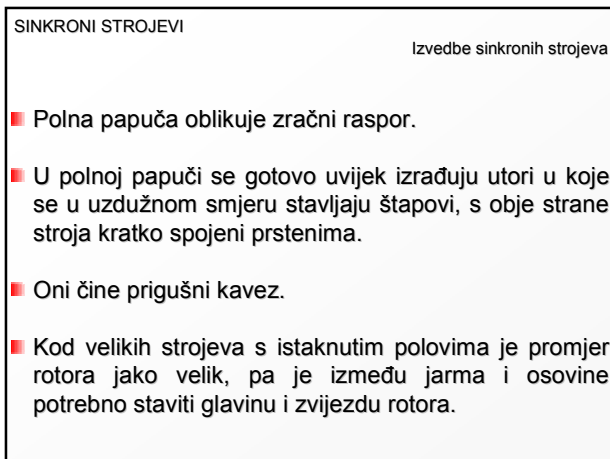 SINKRONI STROJEVI
Izvedbe sinkronih strojeva
Polna papuča oblikuje zračni raspor.
U polnoj papuči se gotovo uvijek izrađuju utori u koje
se u uzdužnom smjeru stavljaju štapovi, s obje strane
stroja kratko spojeni prstenima.
Oni čine prigušni kavez.
Kod velikih strojeva s istaknutim polovima je promjer
rotora jako velik, pa je između jarma i osovine
potrebno staviti glavinu i zvijezdu rotora.